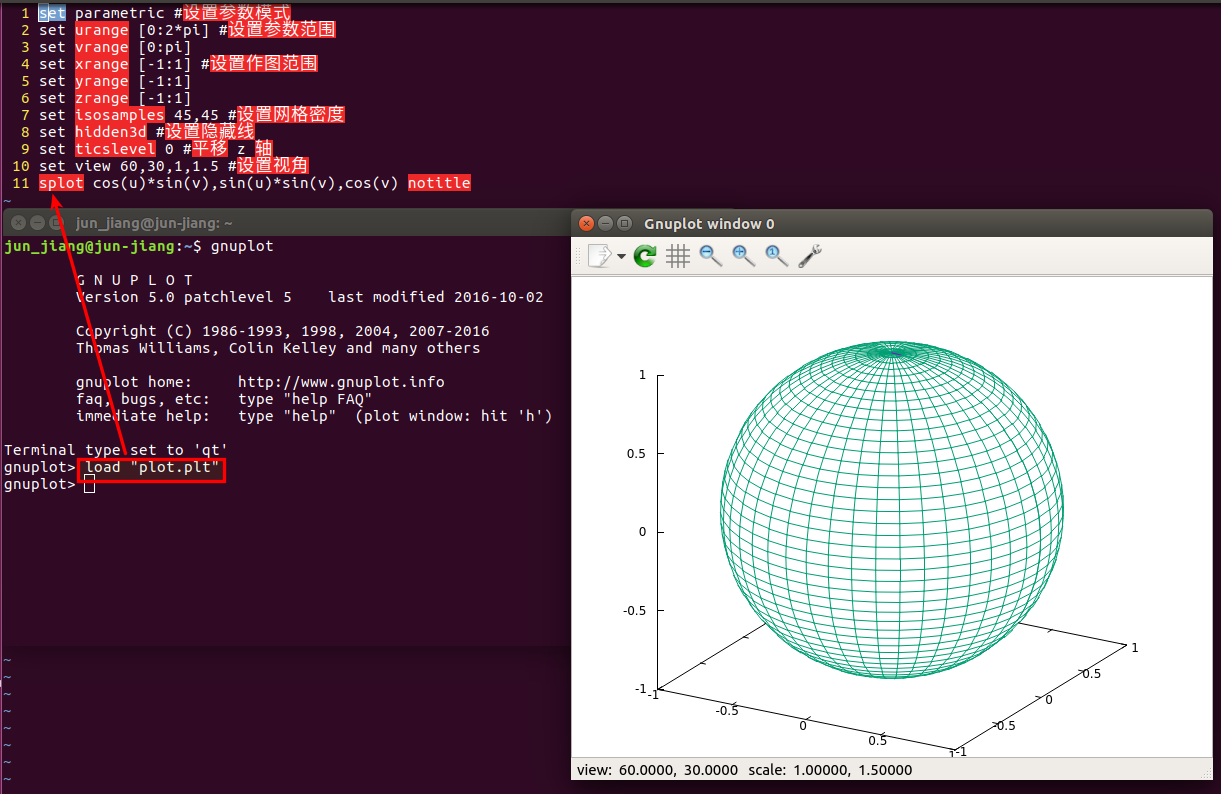 1 set parametric #设置参数模式
2 set urange [0:2*pi] #设置参数范围
3 set vrange [0:pi]
4 set xrange [-1:1] #设置作图范围
5 set yrange [-1:1]
6 set zrange [-1:1]
7 set isosamples 45,45 #设置网格密度
8 set hidden3d #设置隐藏线
9 set ticslevel 0 #平移 z 轴
10 set view 60,30,1,1.5 #设置视角
11 splot cos(u)*sin(v),sin(u)*sin(v),cos(v) notitle
~
jun_jiang@jun-jiang: ~
jun_jiang@jun-jiang:~$ gnuplot
G N U P L O T
Version 5.0 patchlevel 5    last modified 2016-10-02
Copyright (C) 1986-1993, 1998, 2004, 2007-2016
Thomas Williams, Colin Kelley and many others
gnuplot home:     http://www.gnuplot.info
faq, bugs, etc:   type "help FAQ"
immediate help:   type "help"  (plot window: hit 'h')
Terminal type set to 'qt'
gnuplot> load "plot.plt"
gnuplot>
~
~
~
~
~
~
~
~
Gnuplot window 0
1
0.5
0
-0.5
-1
-1
-0.5
0
0.5
1
-1
-0.5
0
0.5
1
view: 60.0000, 30.0000 scale: 1.00000, 1.50000